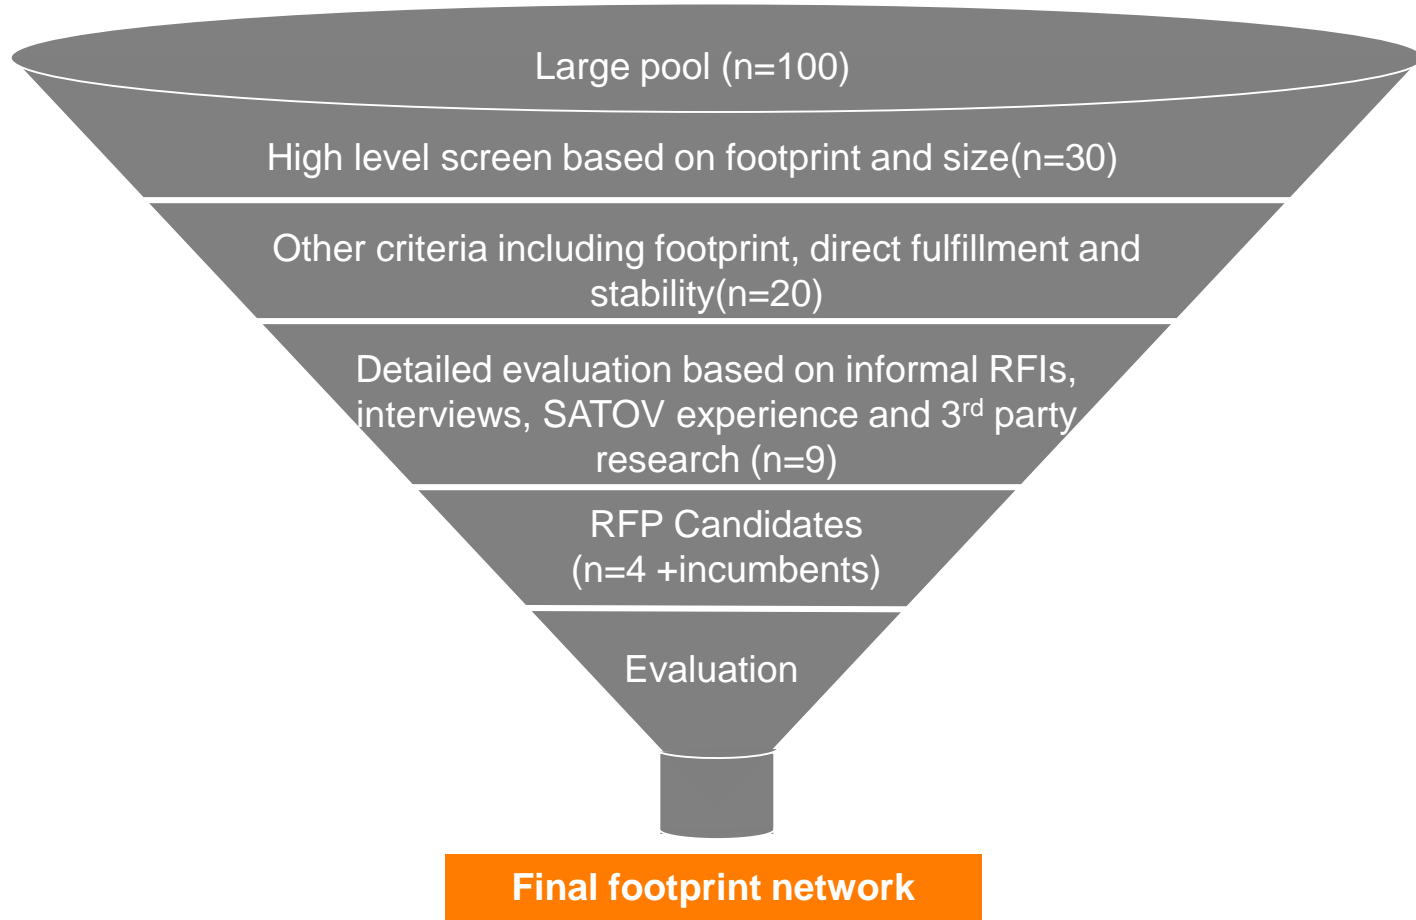 Large pool (n=100)
High level screen based on footprint and size(n=30)
Other criteria including footprint, direct fulfillment and
stability(n=20)
Detailed evaluation based on informal RFIs,
interviews, SATOV experience and 3rd party
research (n=9)
RFP Candidates
(n=4 +incumbents)
Evaluation
Final footprint network